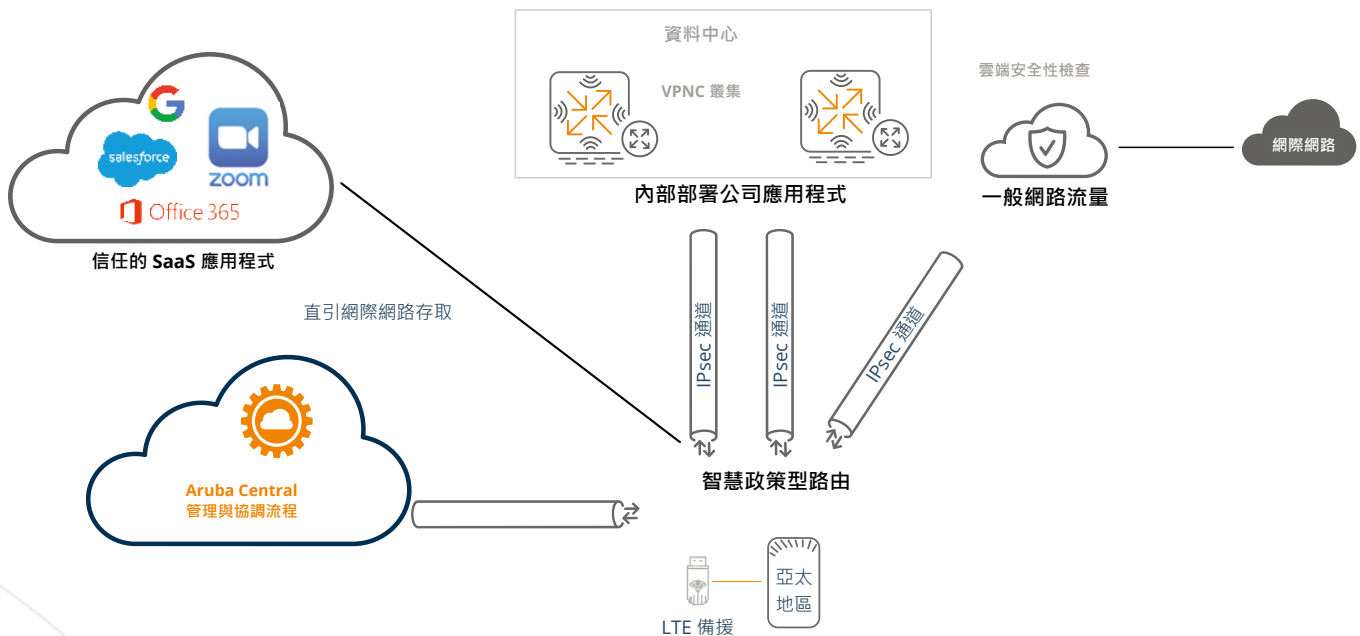 資料中心
VPNC 叢集
內部部署公司應用程式
雲端安全性檢查
一般網路流量
網際網路
salesforce
zoom
Office 365
信任的 SaaS 應用程式
直引網際網路存取
IPsec 通道
IPsec 通道
IPsec 通道
智慧政策型路由
Aruba Central
管理與協調流程
亞太
地區
LTE 備援